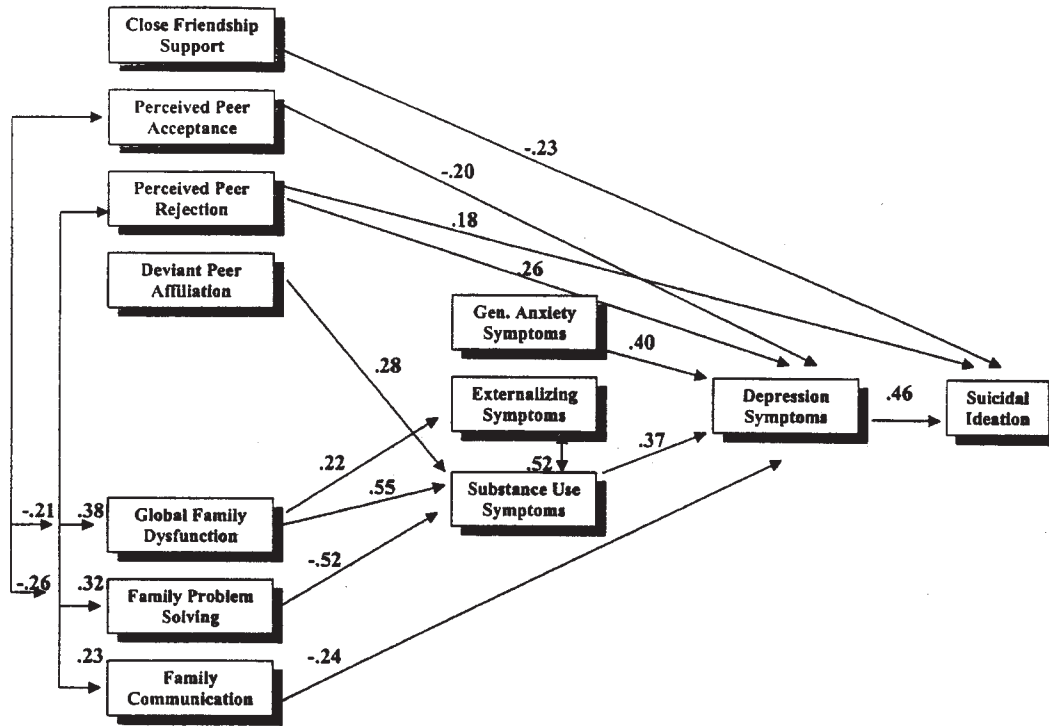 Close Friendship
Support
Perceived Peer
Acceptance
-.23
-.20
Perceived Peer
Rejection
.18
.26
Deviant Peer
Affiliation
Gen. Anxiety
Symptoms
.40
.28
Externalizing
Symptoms
Depression
Symptoms
.46
Suicidal
Ideation
.22
.52
.37
.55
Substance Use
Symptoms
-.21
.38
Global Family
Dysfunction
-.52
-.26
.32
Family Problem
Solving
.23
Family
Communication
-.24